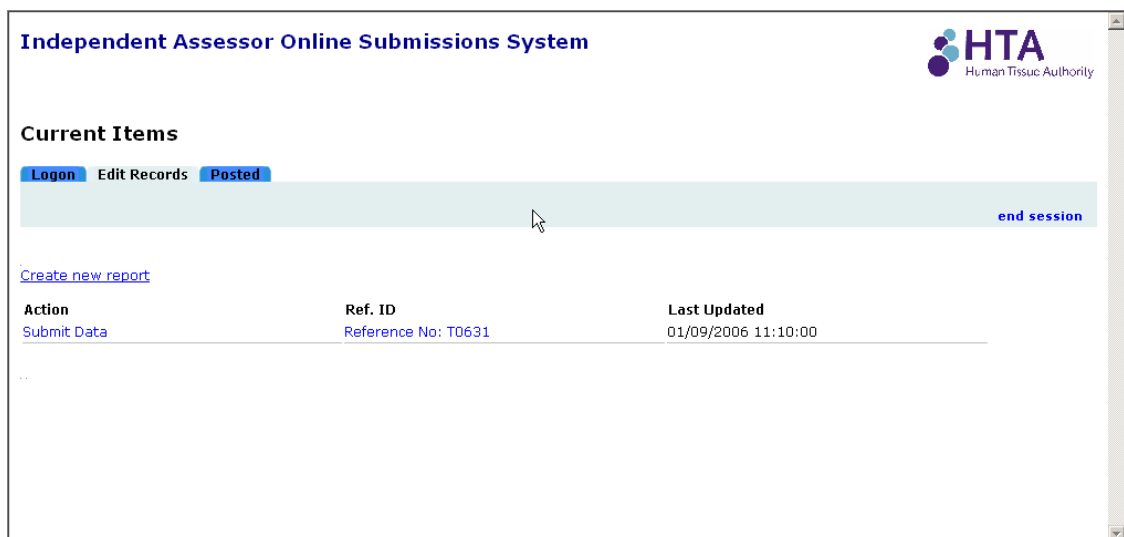 Independent Assessor Online Submissions System
HTA
Human Tissue Authority
Current Items
Logon Edit Records Posted
end session
Create new report
Action Ref. ID Last Updated
Submit Data Reference No: T0631 01/09/2006 11:10:00